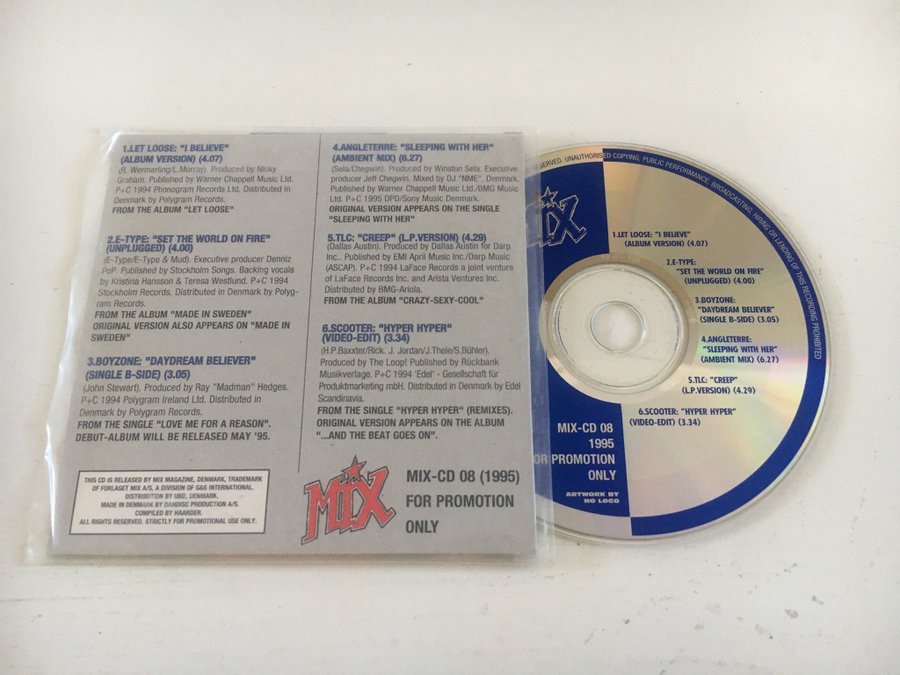 1.LET LOOSE: "I BELIEVE"
(ALBUM VERSION) (4.07)
(R. Wermerling/L.Murray). Produced by Nicky
Graham. Published by Warner Chappell Music Ltd.
P+C 1994 Phonogram Records Ltd. Distributed in
Denmark by Polygram Records.
FROM THE ALBUM "LET LOOSE"
2.E-TYPE: "SET THE WORLD ON FIRE"
(UNPLUGGED) (4.00)
(E-Type/E-Type & Mud). Executive producer Denniz
PoP. Published by Stockholm Songs. Backing vocals
by Kristina Hansson & Teresa Westlund. P+C 1994
Stockholm Records. Distributed in Denmark by Polyg-
ram Records.
FROM THE ALBUM "MADE IN SWEDEN"
ORIGINAL VERSION ALSO APPEARS ON "MADE IN
SWEDEN"
3.BOYZONE: "DAYDREAM BELIEVER"
(SINGLE B-SIDE) (3.05)
(John Stewart). Produced by Ray "Madman" Hedges.
P+C 1994 Polygram Ireland Ltd. Distributed in
Denmark by Polygram Records.
FROM THE SINGLE "LOVE ME FOR A REASON".
DEBUT-ALBUM WILL BE RELEASED MAY '95.
THIS CD IS RELEASED BY MIX MAGAZINE, DENMARK, TRADEMARK
OF FORLAGET MIX A/S, A DIVISION OF G&S INTERNATIONAL.
DISTRIBUTION BY UBD, DENMARK.
MADE IN DENMARK BY DANDISC PRODUCTION A/S.
COMPILED BY HAARDER.
ALL RIGHTS RESERVED. STRICTLY FOR PROMOTIONAL USE ONLY.
4.ANGLETERRE: "SLEEPING WITH HER"
(AMBIENT MIX) (6.27)
(Sela/Chegwin). Produced by Winston Sela. Executive
producer Jeff Chegwin. Mixed by DJ "NME", Denmark.
Published by Warner Chappell Music Ltd./BMG Music
Ltd. P+C 1995 DPD/Sony Music Denmark.
ORIGINAL VERSION APPEARS ON THE SINGLE
"SLEEPING WITH HER"
5.TLC: "CREEP" (L.P.VERSION) (4.29)
(Dallas Austin). Produced by Dallas Austin for Darp
Inc.. Published by EMI April Music Inc./Darp Music
(ASCAP). P+C 1994 LaFace Records a joint venture
of LaFace Records Inc. and Arista Ventures Inc.
Distributed by BMG-Ariola.
FROM THE ALBUM "CRAZY-SEXY-COOL"
6.SCOOTER: "HYPER HYPER"
(VIDEO-EDIT) (3.34)
(H.P.Baxxter/Rick. J. Jordan/J.Thele/S.Bühler).
Produced by The Loop! Published by Rückbank
Musikverlage. P+C 1994 'Edel' - Gesellschaft für
Produktmarketing mbH. Distributed in Denmark by Edel
Scandinavia.
FROM THE SINGLE "HYPER HYPER" (REMIXES).
ORIGINAL VERSION APPEARS ON THE ALBUM
"...AND THE BEAT GOES ON".
MIX
MIX-CD 08 (1995)
FOR PROMOTION
ONLY
RESERVED. UNAUTHORISED COPYING, PUBLIC PERFORMANCE, BROADCASTING, HIRING OR LENDING OF THIS RECORDING PROHIBITED
MIX
1.LET LOOSE: "I BELIEVE"
(ALBUM VERSION) (4.07)
2.E-TYPE:
"SET THE WORLD ON FIRE"
(UNPLUGGED) (4.00)
3.BOYZONE:
"DAYDREAM BELIEVER"
(SINGLE B-SIDE) (3.05)
4.ANGLETERRE:
"SLEEPING WITH HER"
(AMBIENT MIX) (6.27)
5.TLC: "CREEP"
(L.P.VERSION) (4.29)
6.SCOOTER: "HYPER HYPER"
(VIDEO-EDIT) (3.34)
MIX-CD 08
1995
OR PROMOTION
ONLY
ARTWORK BY
NO LOGO